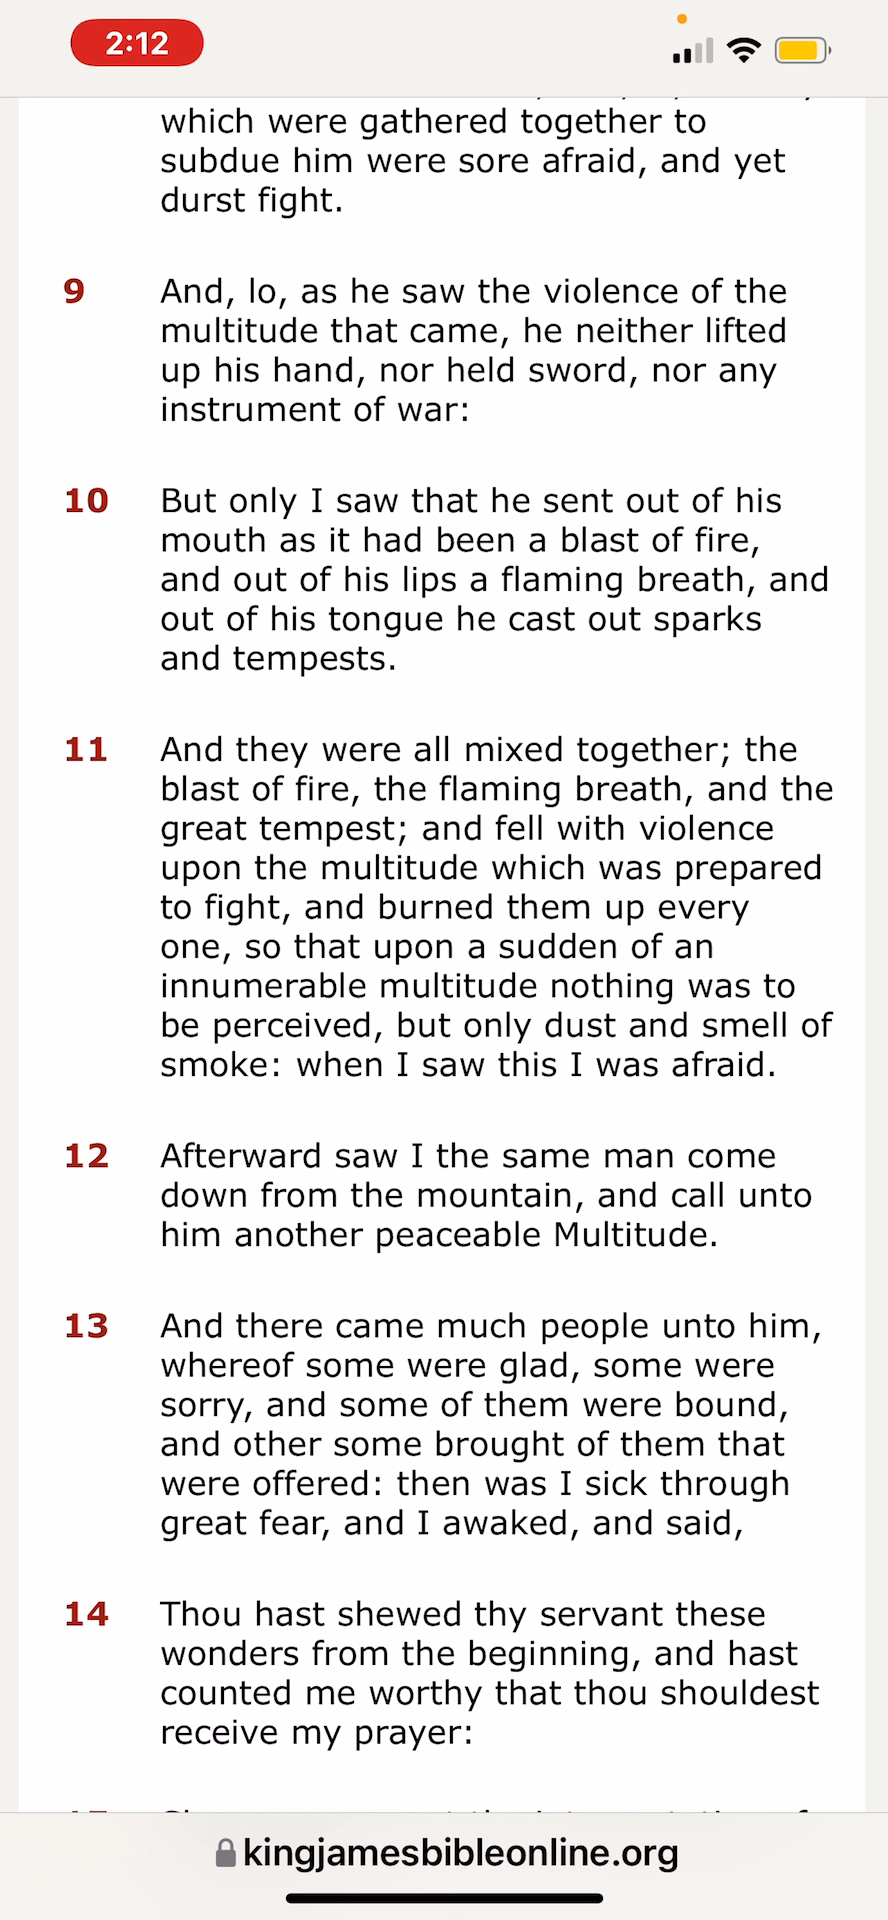 2:12
which were gathered together to
subdue him were sore afraid, and yet
durst fight.
9 And, lo, as he saw the violence of the
multitude that came, he neither lifted
up his hand, nor held sword, nor any
instrument of war:
10 But only I saw that he sent out of his
mouth as it had been a blast of fire,
and out of his lips a flaming breath, and
out of his tongue he cast out sparks
and tempests.
11 And they were all mixed together; the
blast of fire, the flaming breath, and the
great tempest; and fell with violence
upon the multitude which was prepared
to fight, and burned them up every
one, so that upon a sudden of an
innumerable multitude nothing was to
be perceived, but only dust and smell of
smoke: when I saw this I was afraid.
12 Afterward saw I the same man come
down from the mountain, and call unto
him another peaceable Multitude.
13 And there came much people unto him,
whereof some were glad, some were
sorry, and some of them were bound,
and other some brought of them that
were offered: then was I sick through
great fear, and I awaked, and said,
14 Thou hast shewed thy servant these
wonders from the beginning, and hast
counted me worthy that thou shouldest
receive my prayer:
kingjamesbibleonline.org